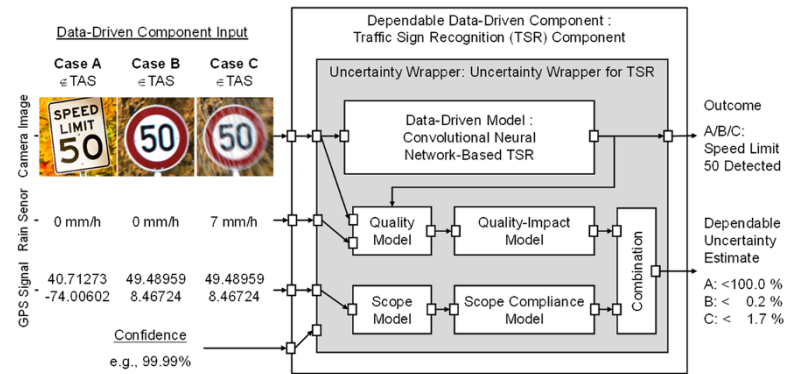 Data-Driven Component Input
Case A
∉TAS
Case B
∈TAS
Case C
∈TAS
Camera Image
SPEED
LIMIT
50
50
50
Rain Senor
0 mm/h
0 mm/h
7 mm/h
GPS Signal
40.71273
-74.00602
49.48959
8.46724
49.48959
8.46724
Confidence
e.g., 99.99%
Dependable Data-Driven Component :
Traffic Sign Recognition (TSR) Component
Uncertainty Wrapper: Uncertainty Wrapper for TSR
Data-Driven Model :
Convolutional Neural
Network-Based TSR
Quality
Model
Quality-Impact
Model
Scope
Model
Scope Compliance
Model
Combination
Outcome
A/B/C:
Speed Limit
50 Detected
Dependable
Uncertainty
Estimate
A: <100.0 %
B: < 0.2 %
C: < 1.7 %